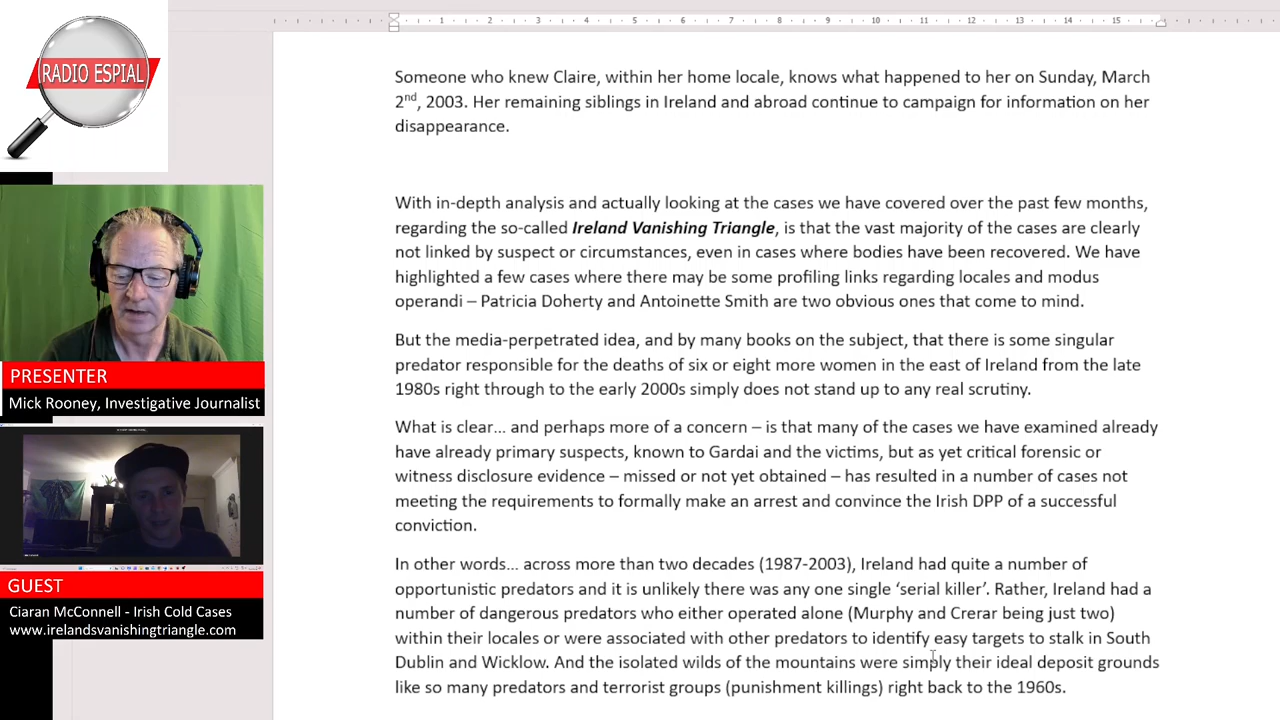 RADIO ESPIAL
1 2 3 4 5 6 7 8 9 10 11 12 13 14 15
Someone who knew Claire, within her home locale, knows what happened to her on Sunday, March
2nd, 2003. Her remaining siblings in Ireland and abroad continue to campaign for information on her
disappearance.
With in-depth analysis and actually looking at the cases we have covered over the past few months,
regarding the so-called Ireland Vanishing Triangle, is that the vast majority of the cases are clearly
not linked by suspect or circumstances, even in cases where bodies have been recovered. We have
highlighted a few cases where there may be some profiling links regarding locales and modus
operandi – Patricia Doherty and Antoinette Smith are two obvious ones that come to mind.
But the media-perpetrated idea, and by many books on the subject, that there is some singular
predator responsible for the deaths of six or eight more women in the east of Ireland from the late
1980s right through to the early 2000s simply does not stand up to any real scrutiny.
What is clear... and perhaps more of a concern – is that many of the cases we have examined already
have already primary suspects, known to Gardai and the victims, but as yet critical forensic or
witness disclosure evidence – missed or not yet obtained – has resulted in a number of cases not
meeting the requirements to formally make an arrest and convince the Irish DPP of a successful
conviction.
In other words... across more than two decades (1987-2003), Ireland had quite a number of
opportunistic predators and it is unlikely there was any one single ‘serial killer’. Rather, Ireland had a
number of dangerous predators who either operated alone (Murphy and Crerar being just two)
within their locales or were associated with other predators to identify easy targets to stalk in South
Dublin and Wicklow. And the isolated wilds of the mountains were simply their ideal deposit grounds
like so many predators and terrorist groups (punishment killings) right back to the 1960s.
PRESENTER
Mick Rooney, Investigative Journalist
GUEST
Ciaran McConnell - Irish Cold Cases
www.irelandsvanishingtriangle.com